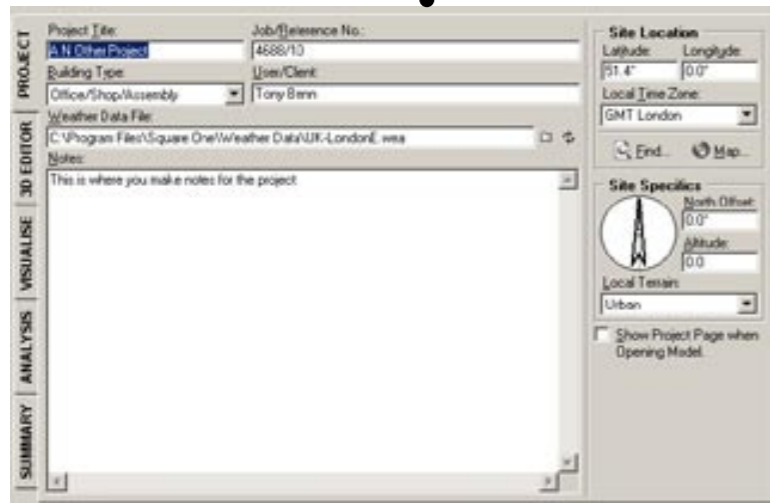 PROJECT
3D EDITOR
VISUALISE
ANALYSIS
SUMMARY
Project Title:
A N Other Project
Job/Reference No.:
4688/10
Building Type:
Office/Shop/Assembly
User/Client:
Tony Benn
Weather Data File:
C:\Program Files\Square One\Weather Data\UK-LondonE.wea
Notes:
This is where you make notes for the project
Site Location
Latitude: Longitude:
51.4° 0.0°
Local Time Zone:
GMT London
Find... Map...
Site Specifics
North Offset:
0.0°
Altitude:
0.0
Local Terrain:
Urban
Show Project Page when
Opening Model.